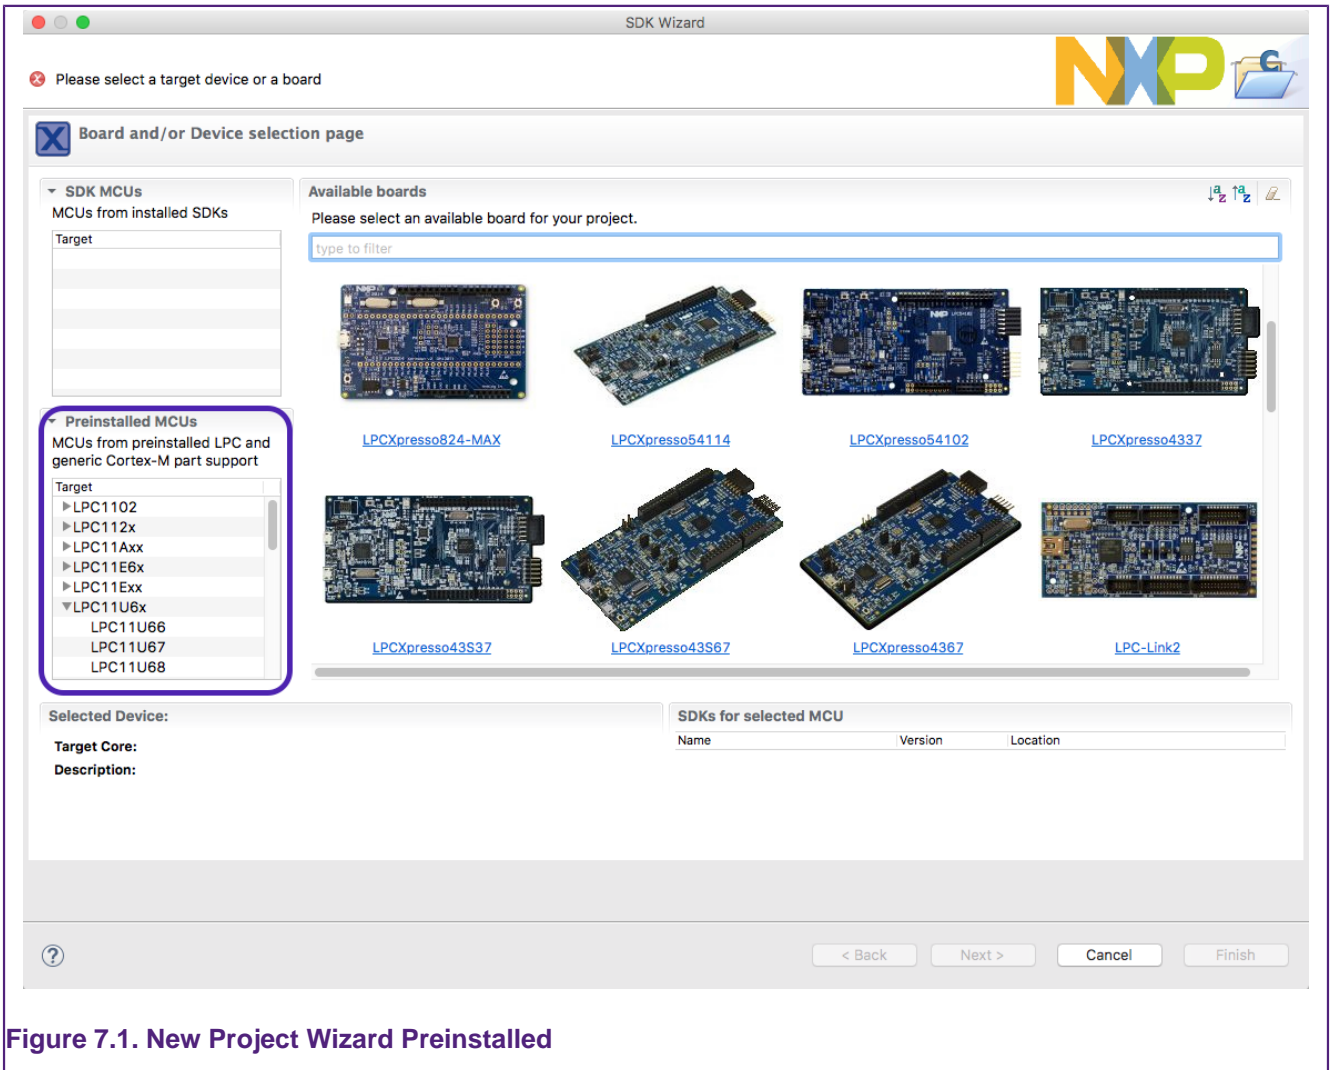 SDK Wizard
Please select a target device or a board
NXP
C
Board and/or Device selection page
SDK MCUs
MCUs from installed SDKs
Target
Preinstalled MCUs
MCUs from preinstalled LPC and
generic Cortex-M part support
Target
LPC1102
LPC112x
LPC11Axx
LPC11E6x
LPC11Exx
LPC11U6x
LPC11U66
LPC11U67
LPC11U68
Available boards
Please select an available board for your project.
type to filter
LPCXpresso824-MAX
LPCXpresso54114
LPCXpresso54102
LPCXpresso4337
LPCXpresso43S37
LPCXpresso43S67
LPCXpresso4367
LPC-Link2
Selected Device:
Target Core:
Description:
SDKs for selected MCU
Name Version Location
? < Back Next > Cancel Finish
Figure 7.1. New Project Wizard Preinstalled